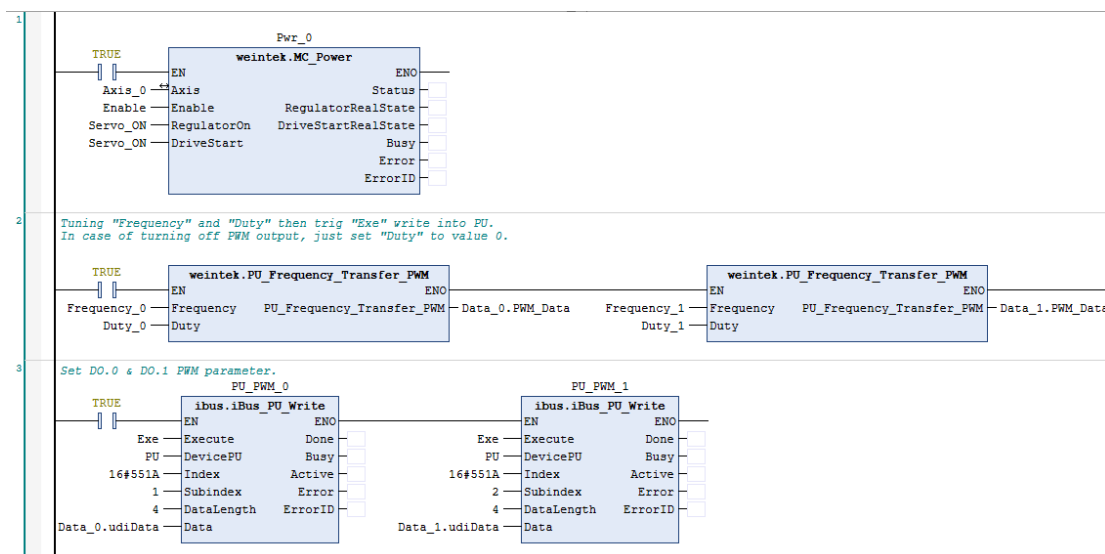 1
Pwr_0
TRUE weintek.MC_Power
EN ENO
Axis_0 Axis Status
Enable Enable RegulatorRealState
Servo_ON RegulatorOn DriveStartRealState
Servo_ON DriveStart Busy
Error
ErrorID
2
Tuning "Frequency" and "Duty" then trig "Exe" write into PU.
In case of turning off PWM output, just set "Duty" to value 0.
TRUE weintek.PU_Frequency_Transfer_PWM weintek.PU_Frequency_Transfer_PWM
EN ENO EN ENO
Frequency_0 Frequency PU_Frequency_Transfer_PWM Data_0.PWM_Data Frequency_1 Frequency PU_Frequency_Transfer_PWM Data_1.PWM_Data
Duty_0 Duty Duty_1 Duty
3
Set DO.0 & DO.1 PWM parameter.
PU_PWM_0 PU_PWM_1
TRUE ibus.iBus_PU_Write ibus.iBus_PU_Write
EN ENO EN ENO
Exe Execute Done Exe Execute Done
PU DevicePU Busy PU DevicePU Busy
16#551A Index Active 16#551A Index Active
1 Subindex Error 2 Subindex Error
4 DataLength ErrorID 4 DataLength ErrorID
Data_0.udiData Data Data_1.udiData Data